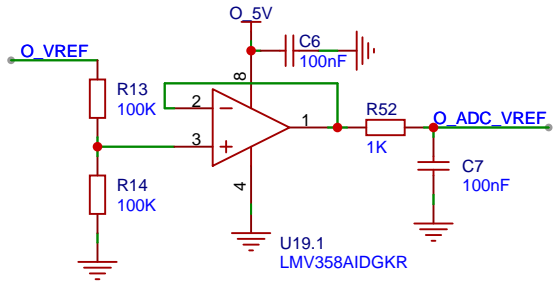 O_5V
C6
100nF
O_VREF
R13
100K
8
2
3
1
4
R52
1K
O_ADC_VREF
C7
100nF
R14
100K
U19.1
LMV358AIDGKR